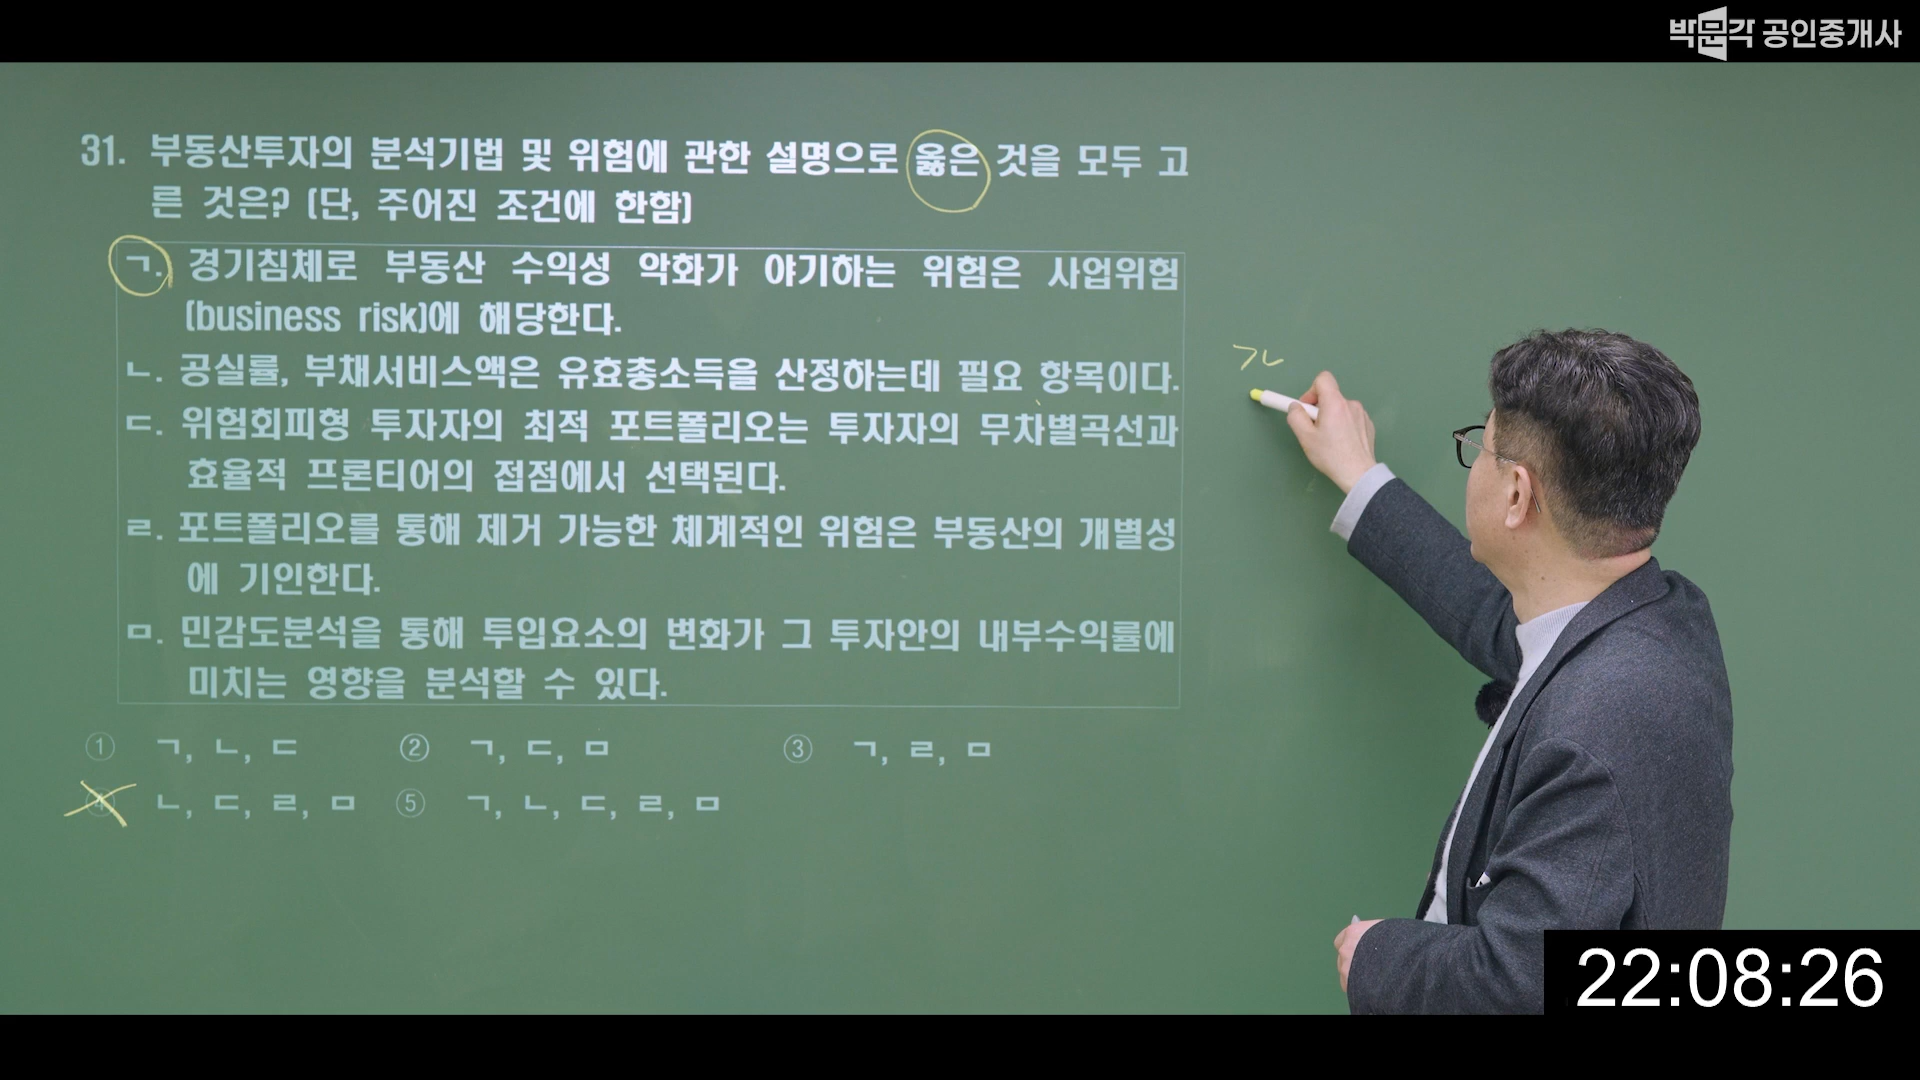 박문각 공인중개사
31. 부동산투자의 분석기법 및 위험에 관한 설명으로 옳은 것을 모두 고
른 것은? (단, 주어진 조건에 한함)
ㄱ. 경기침체로 부동산 수익성 악화가 야기하는 위험은 사업위험
(business risk)에 해당한다.
ㄴ. 공실률, 부채서비스액은 유효총소득을 산정하는데 필요 항목이다.
ㄷ. 위험회피형 투자자의 최적 포트폴리오는 투자자의 무차별곡선과
효율적 프론티어의 접점에서 선택된다.
ㄹ. 포트폴리오를 통해 제거 가능한 체계적인 위험은 부동산의 개별성
에 기인한다.
ㅁ. 민감도분석을 통해 투입요소의 변화가 그 투자안의 내부수익률에
미치는 영향을 분석할 수 있다.
① ㄱ, ㄴ, ㄷ ② ㄱ, ㄷ, ㅁ ③ ㄱ, ㄹ, ㅁ
④ ㄴ, ㄷ, ㄹ, ㅁ ⑤ ㄱ, ㄴ, ㄷ, ㄹ, ㅁ
22:08:26